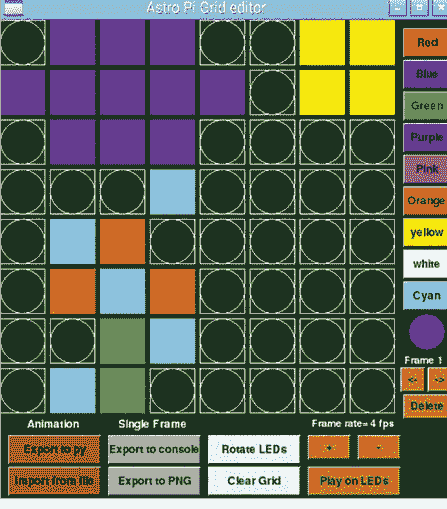 Astro Pi Grid editor
Red
Blue
Green
Purple
Pink
Orange
yellow
white
Cyan
Frame 1
<- ->
Delete
Animation Single Frame Frame rate= 4 fps
Export to py Export to console Rotate LEDs + -
Import from file Export to PNG Clear Grid Play on LEDs